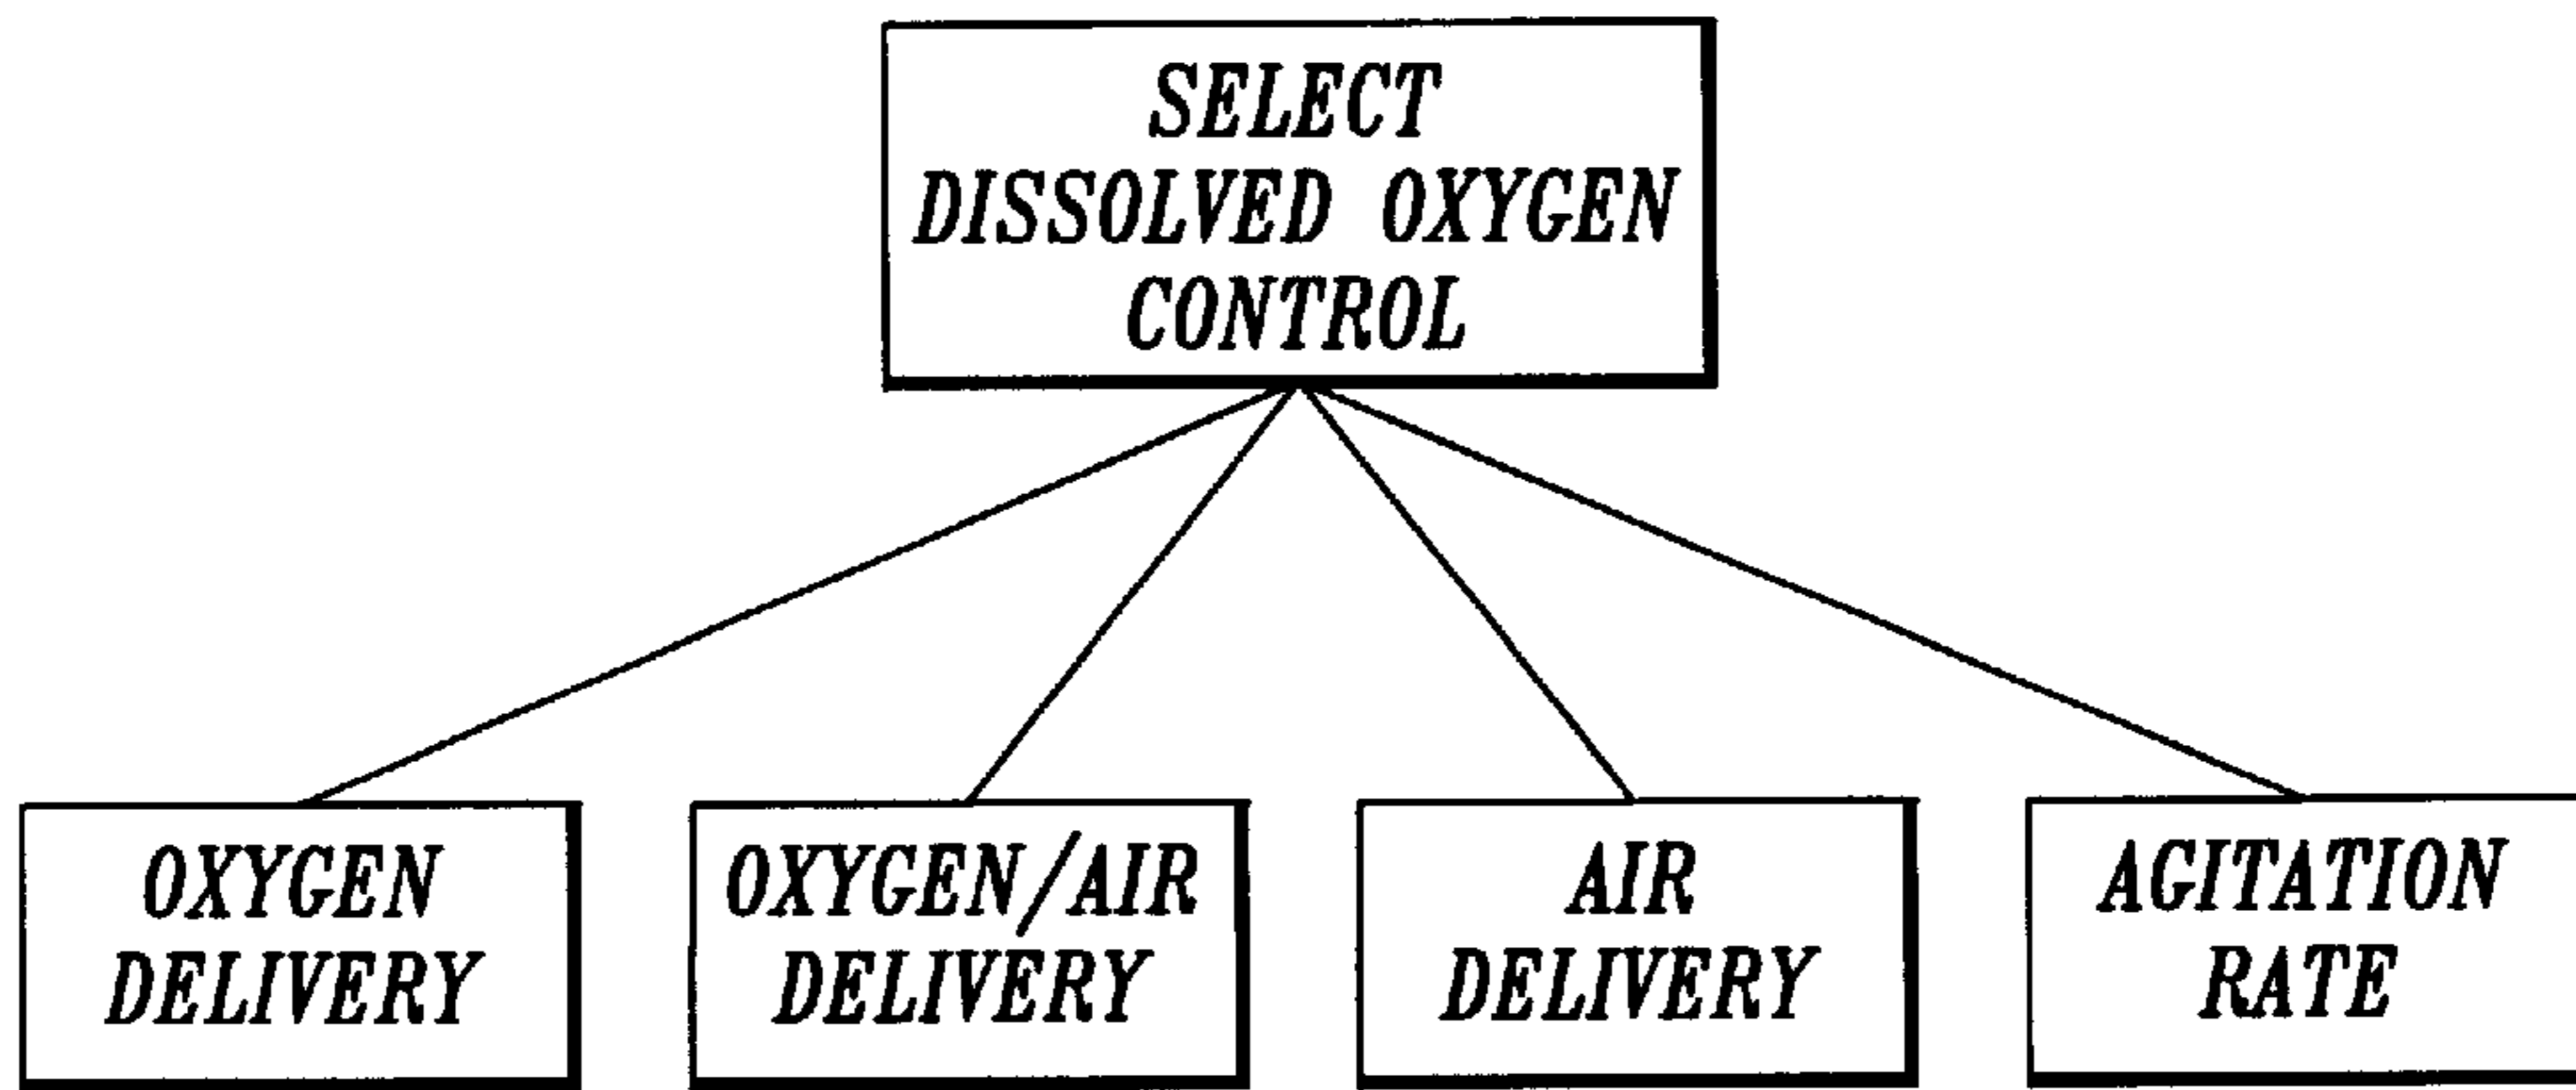 SELECT
DISSOLVED OXYGEN
CONTROL
OXYGEN
DELIVERY
OXYGEN/AIR
DELIVERY
AIR
DELIVERY
AGITATION
RATE